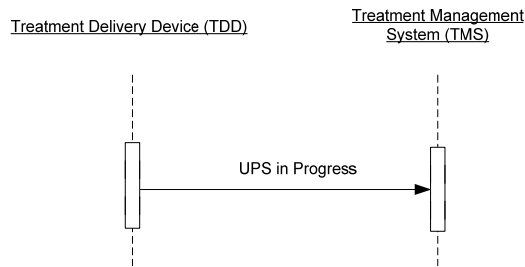 Treatment Delivery Device (TDD)
Treatment Management
System (TMS)
UPS in Progress